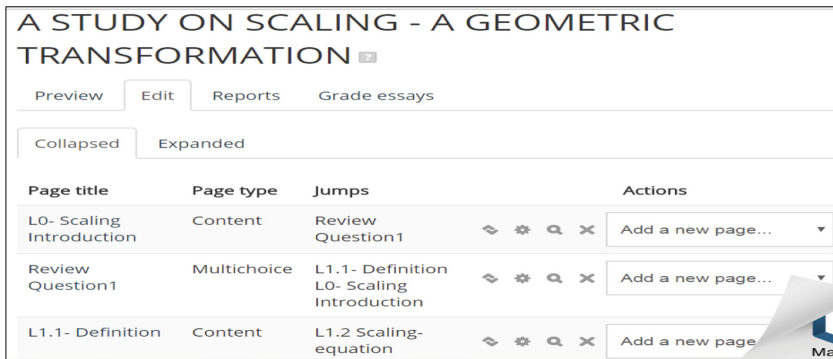 A STUDY ON SCALING - A GEOMETRIC
TRANSFORMATION ?
Preview Edit Reports Grade essays
Collapsed Expanded
Page title Page type Jumps Actions
L0- Scaling Introduction Content Review Question1 Add a new page...
Review Question1 Multichoice L1.1- Definition L0- Scaling Introduction Add a new page...
L1.1- Definition Content L1.2 Scaling-equation Add a new page